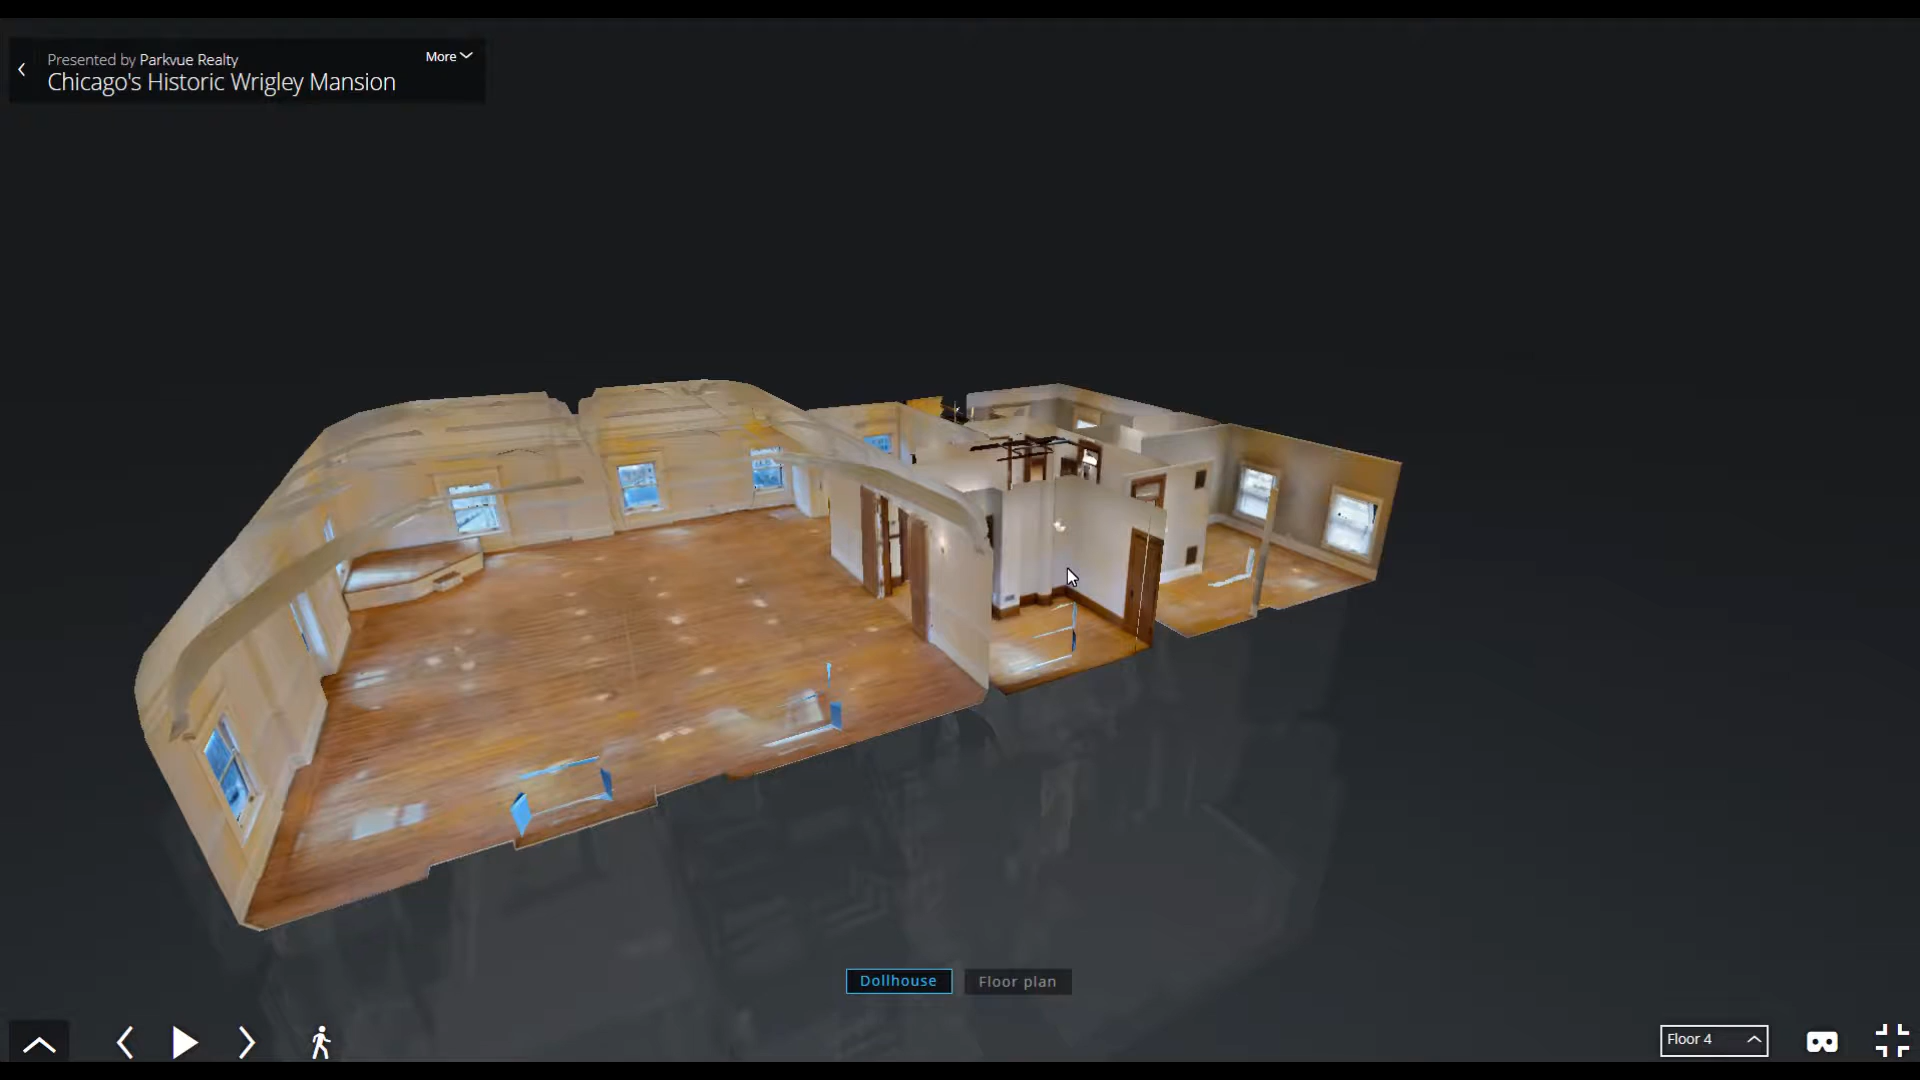 Presented by Parkvue Realty
More
Chicago's Historic Wrigley Mansion
Dollhouse
Floor plan
Floor 4